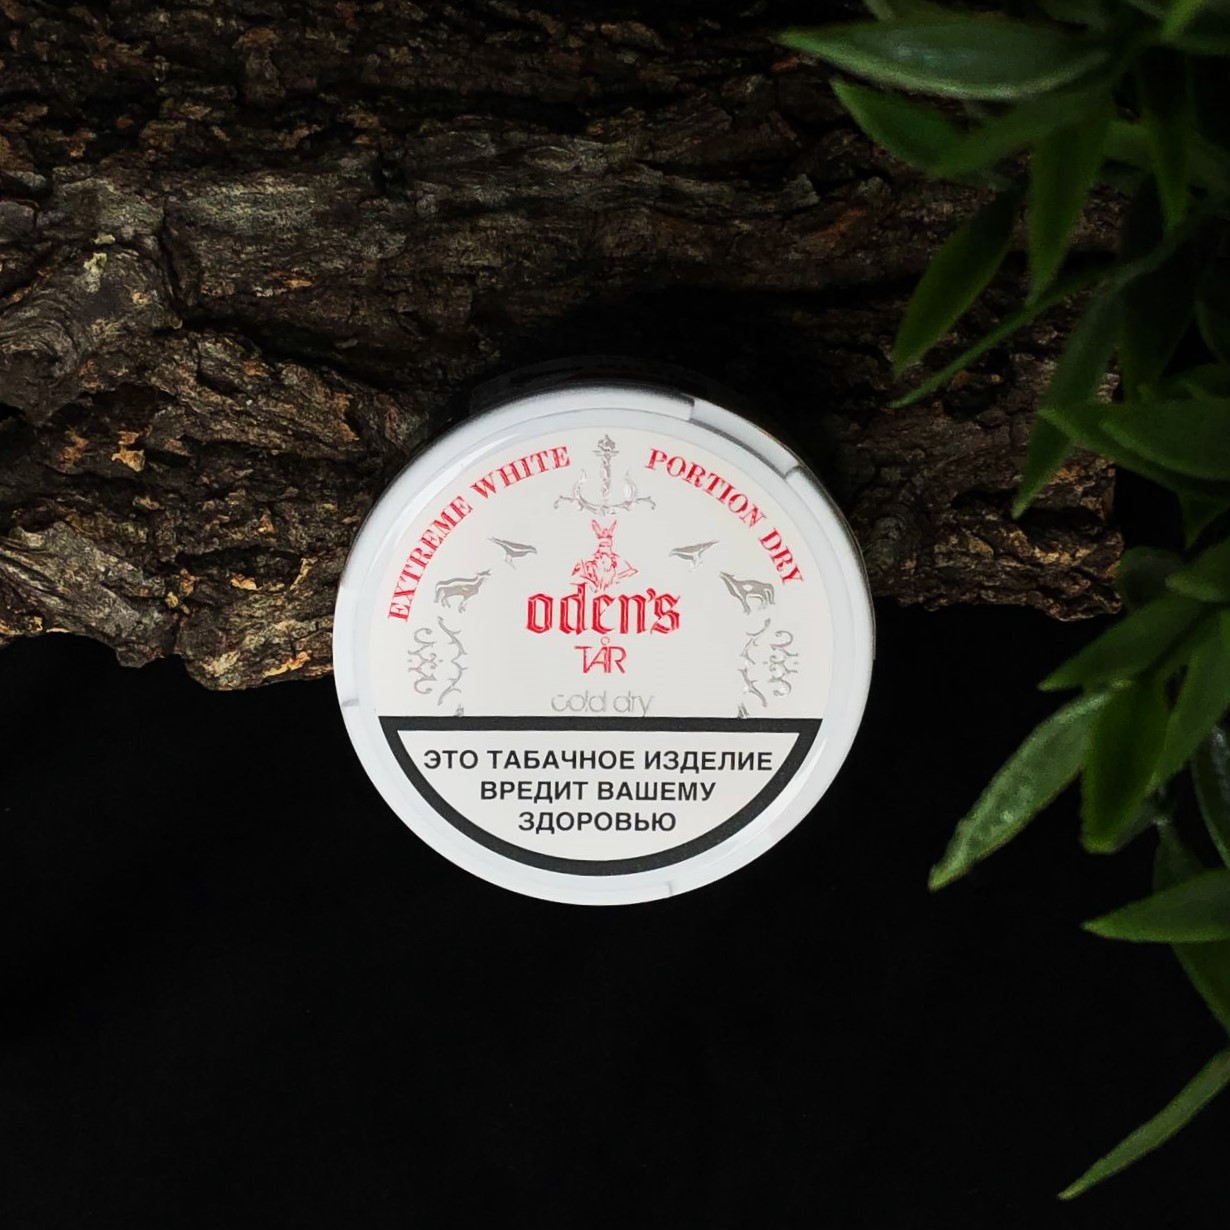 EXTREME WHITE PORTION DRY
oden's
TÅR
cold dry
ЭТО ТАБАЧНОЕ ИЗДЕЛИЕ
ВРЕДИТ ВАШЕМУ
ЗДОРОВЬЮ